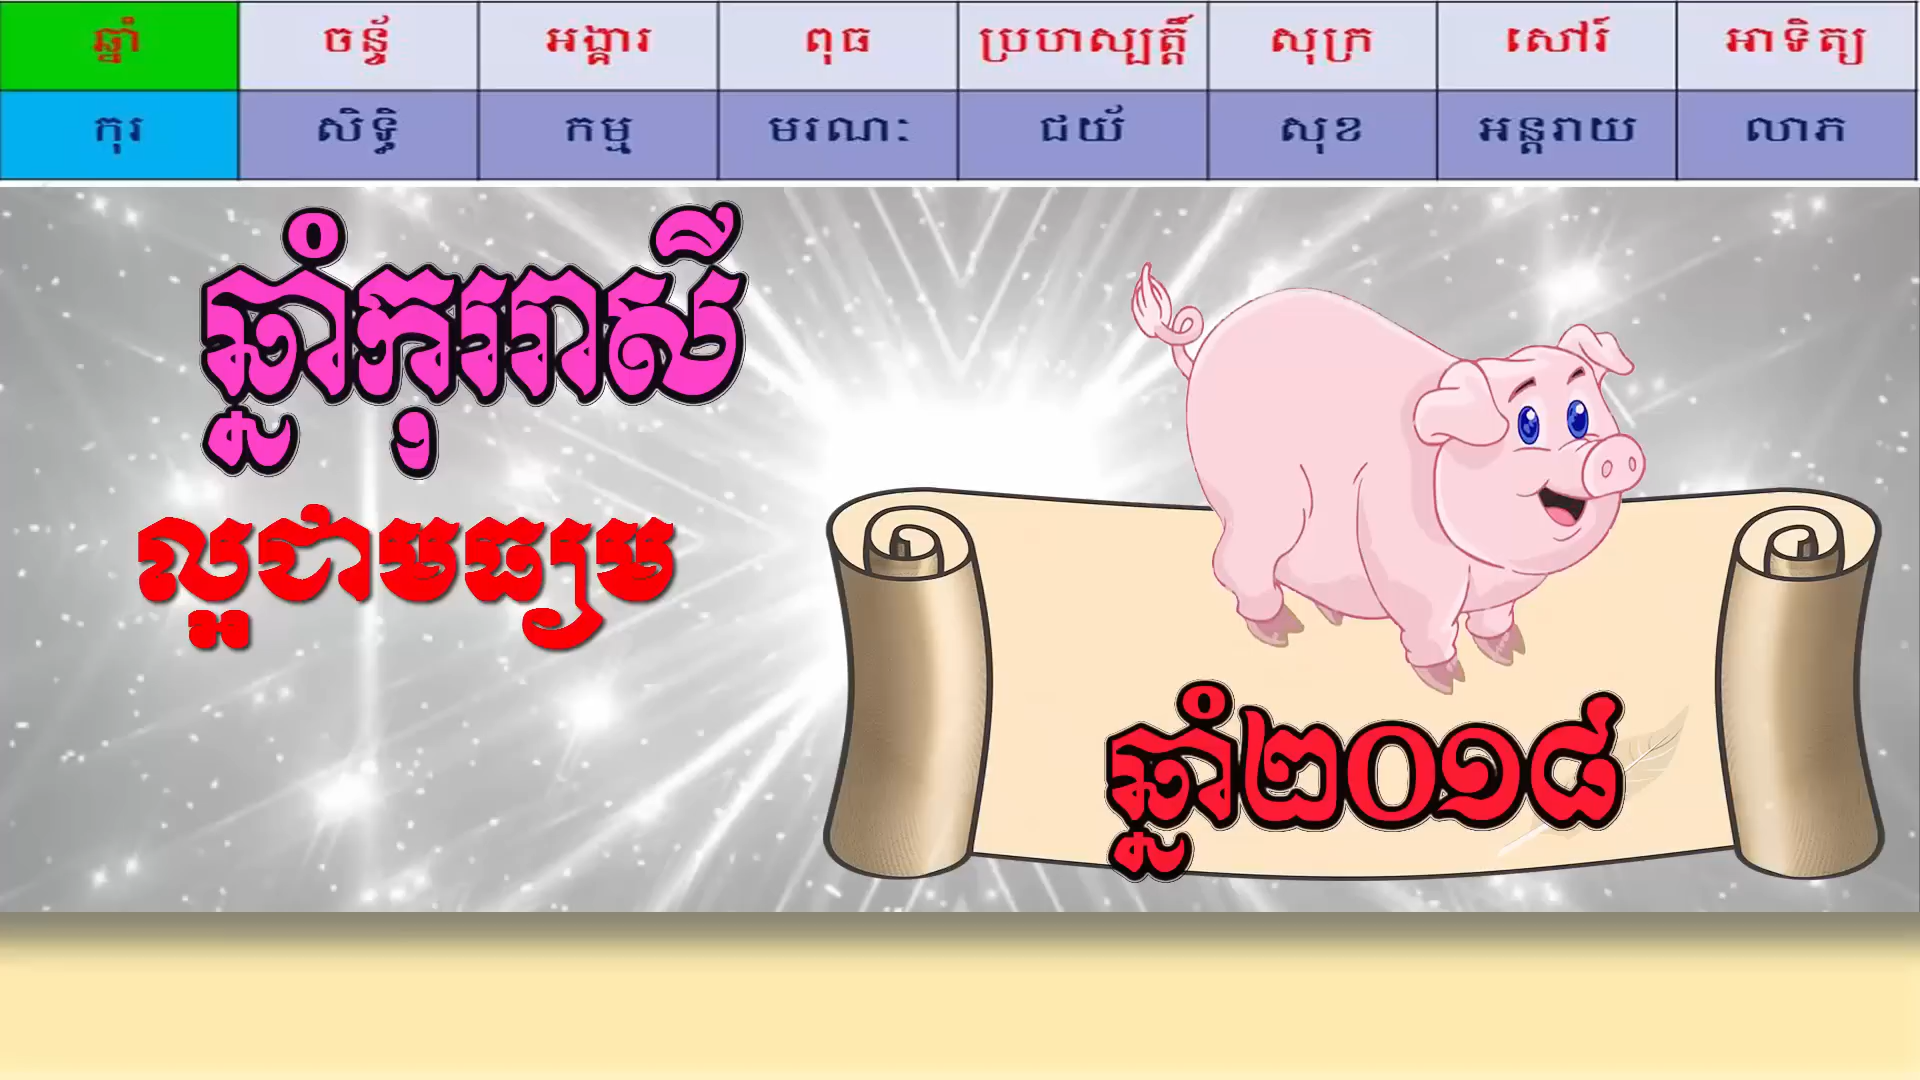 ឆ្នាំ ចន្ទ័ អង្គារ ពុធ ប្រហស្បត្តិ៍ សុក្រ សៅរ៍ អាទិត្យ
កុរ សិទ្ធិ កម្ម មរណៈ ជយ័ សុខ អន្តរាយ លាភ
ឆ្នាំកុររាសី
ល្អជាមធ្យម
ឆ្នាំ២០១៨